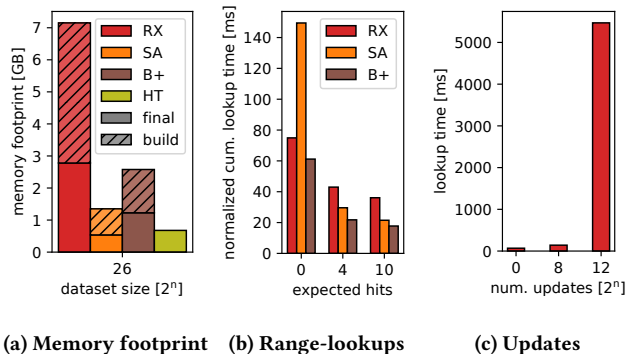 memory footprint [GB]
7
6
5
4
3
2
1
0
RX
SA
B+
HT
final
build
26
dataset size [2ⁿ]
(a) Memory footprint
normalized cum. lookup time [ms]
140
120
100
80
60
40
20
0
RX
SA
B+
0 4 10
expected hits
(b) Range-lookups
lookup time [ms]
5000
4000
3000
2000
1000
0
0 8 12
num. updates [2ⁿ]
(c) Updates